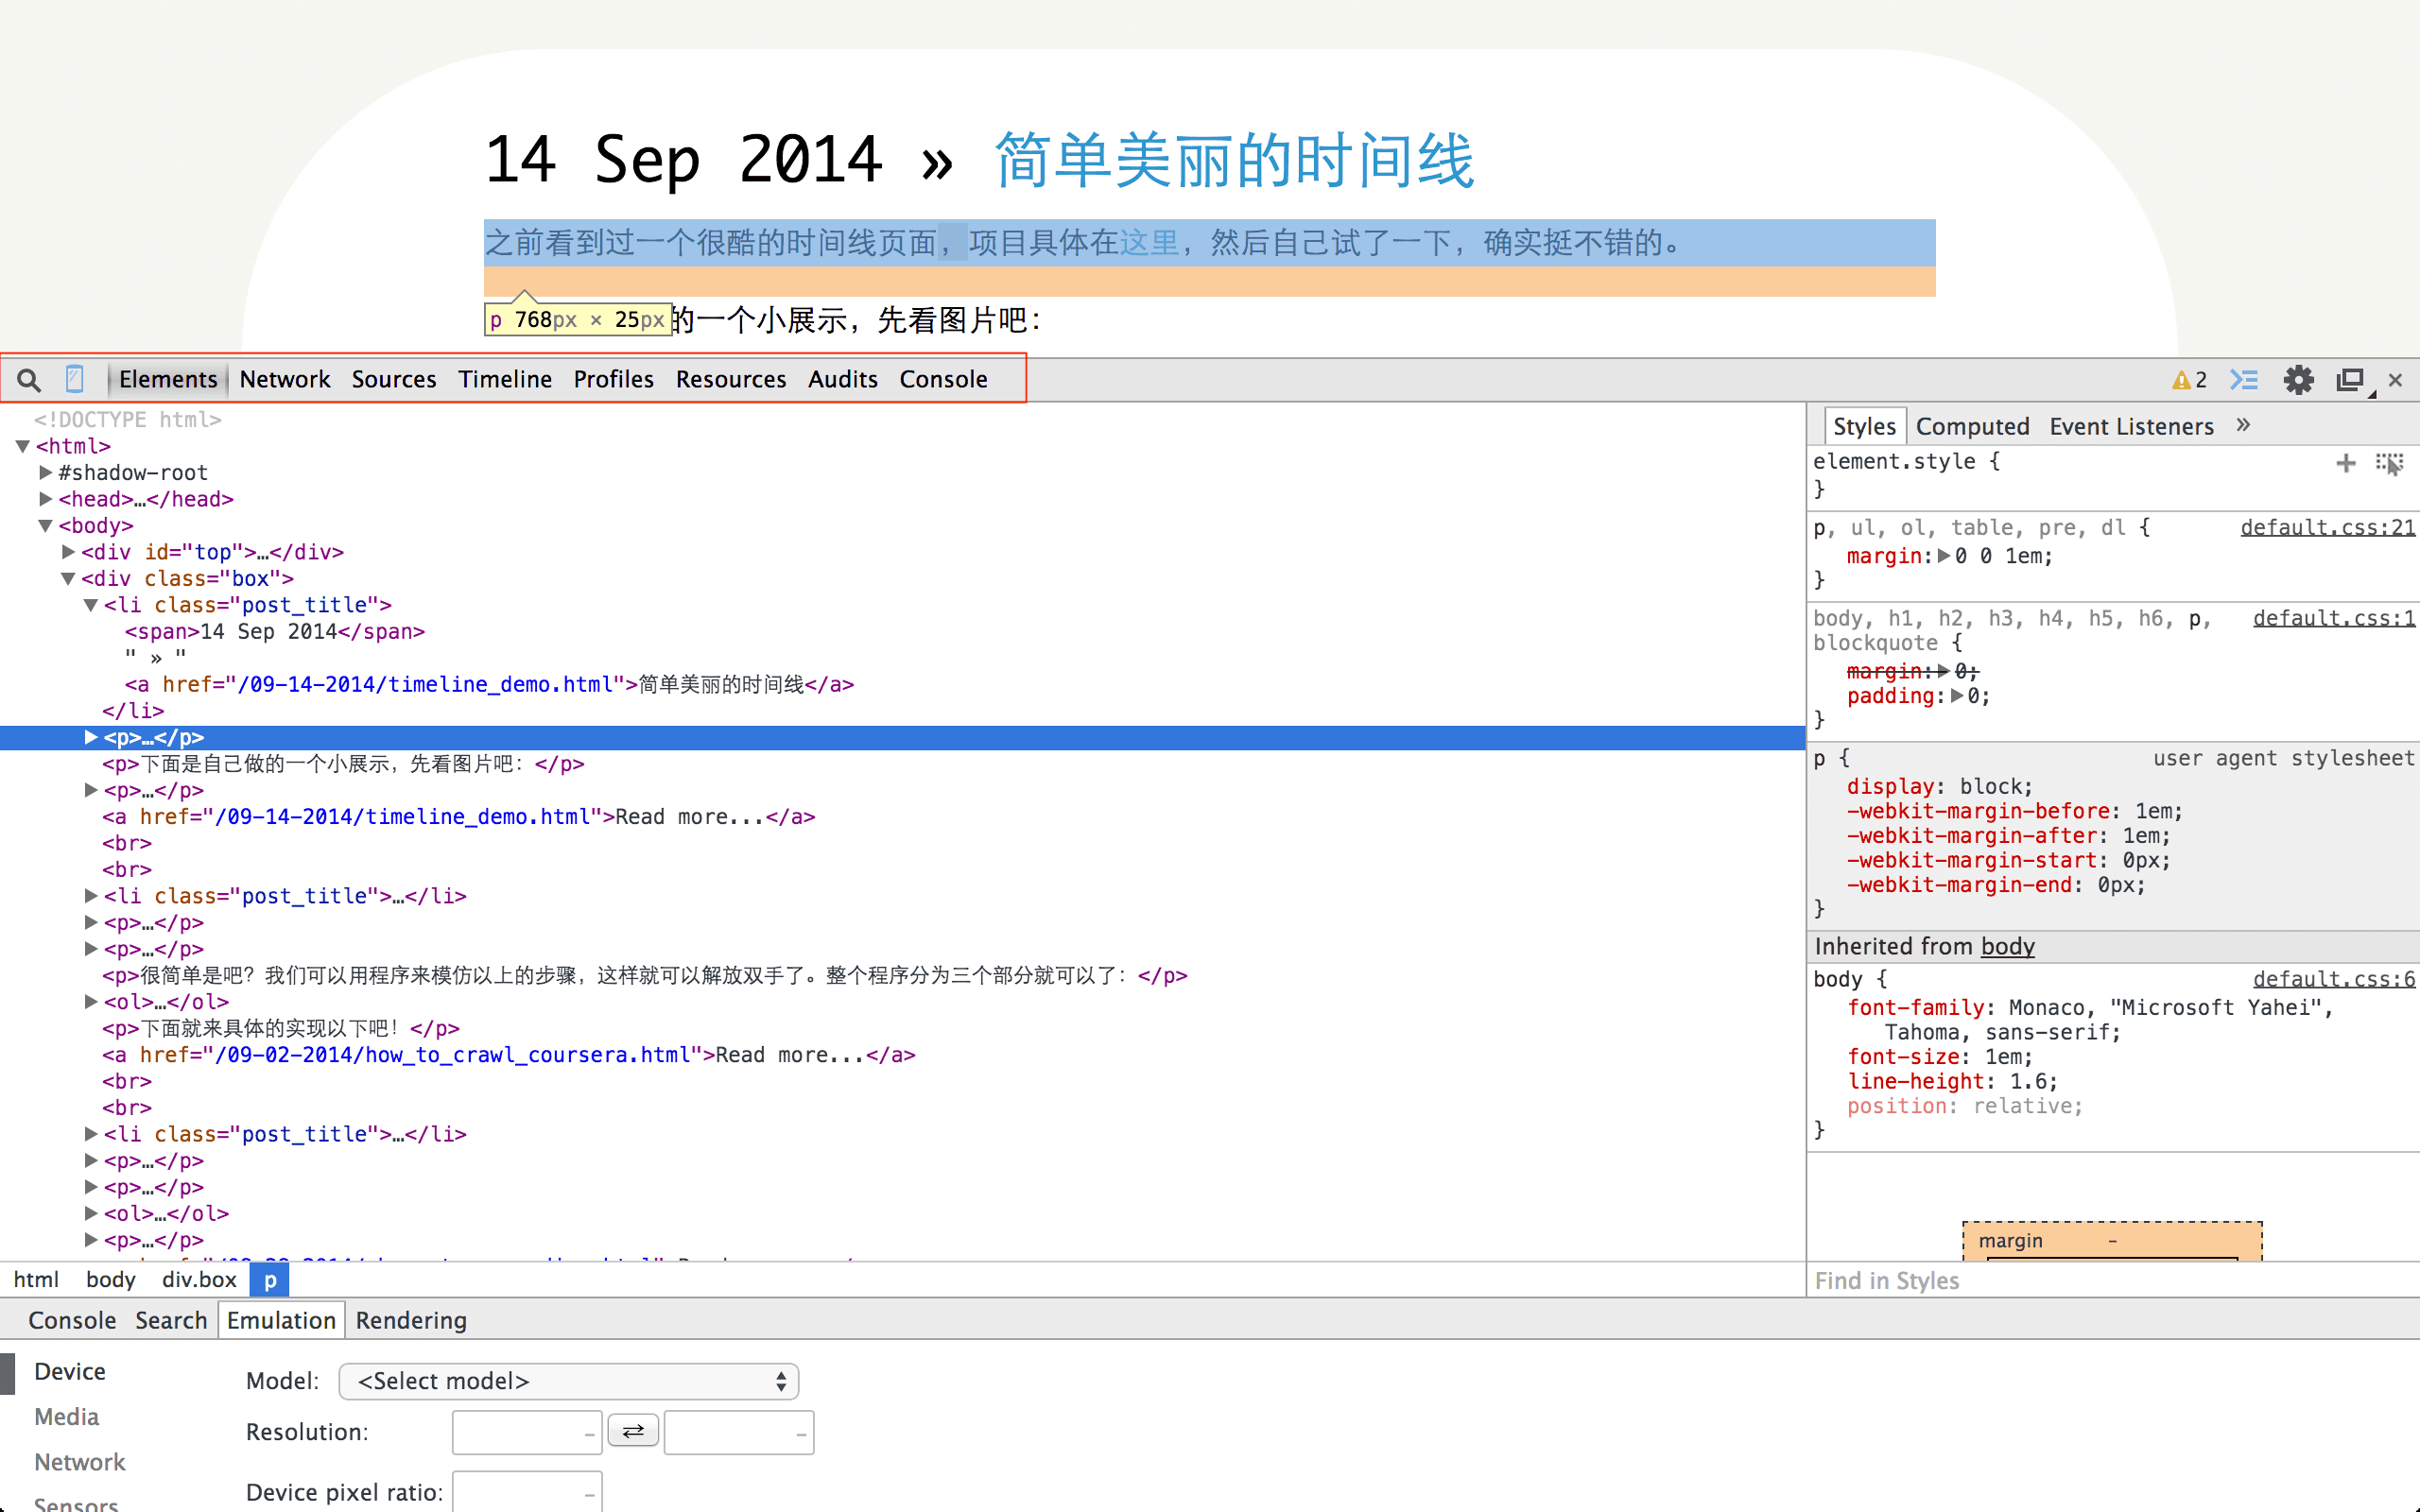 14 Sep 2014 » 简单美丽的时间线
之前看到过一个很酷的时间线页面，项目具体在这里，然后自己试了一下，确实挺不错的。
p 768px × 25px 的一个小展示，先看图片吧：
Elements Network Sources Timeline Profiles Resources Audits Console 2
<!DOCTYPE html>
<html>
#shadow-root
<head>…</head>
<body>
<div id="top">…</div>
<div class="box">
<li class="post_title">
<span>14 Sep 2014</span>
" » "
<a href="/09-14-2014/timeline_demo.html">简单美丽的时间线</a>
</li>
<p>…</p>
<p>下面是自己做的一个小展示，先看图片吧：</p>
<p>…</p>
<a href="/09-14-2014/timeline_demo.html">Read more...</a>
<br>
<br>
<li class="post_title">…</li>
<p>…</p>
<p>…</p>
<p>很简单是吧？我们可以用程序来模仿以上的步骤，这样就可以解放双手了。整个程序分为三个部分就可以了：</p>
<ol>…</ol>
<p>下面就来具体的实现以下吧！</p>
<a href="/09-02-2014/how_to_crawl_coursera.html">Read more...</a>
<br>
<br>
<li class="post_title">…</li>
<p>…</p>
<p>…</p>
<ol>…</ol>
<p>…</p>
html body div.box p
Styles Computed Event Listeners »
element.style {
}
p, ul, ol, table, pre, dl { default.css:21
margin: 0 0 1em;
}
body, h1, h2, h3, h4, h5, h6, p, default.css:1
blockquote {
margin: 0;
padding: 0;
}
p { user agent stylesheet
display: block;
-webkit-margin-before: 1em;
-webkit-margin-after: 1em;
-webkit-margin-start: 0px;
-webkit-margin-end: 0px;
}
Inherited from body
body { default.css:6
font-family: Monaco, "Microsoft Yahei",
Tahoma, sans-serif;
font-size: 1em;
line-height: 1.6;
position: relative;
}
margin –
Find in Styles
Console Search Emulation Rendering
Device
Media
Network
Sensors
Model: <Select model>
Resolution: – –
Device pixel ratio: –